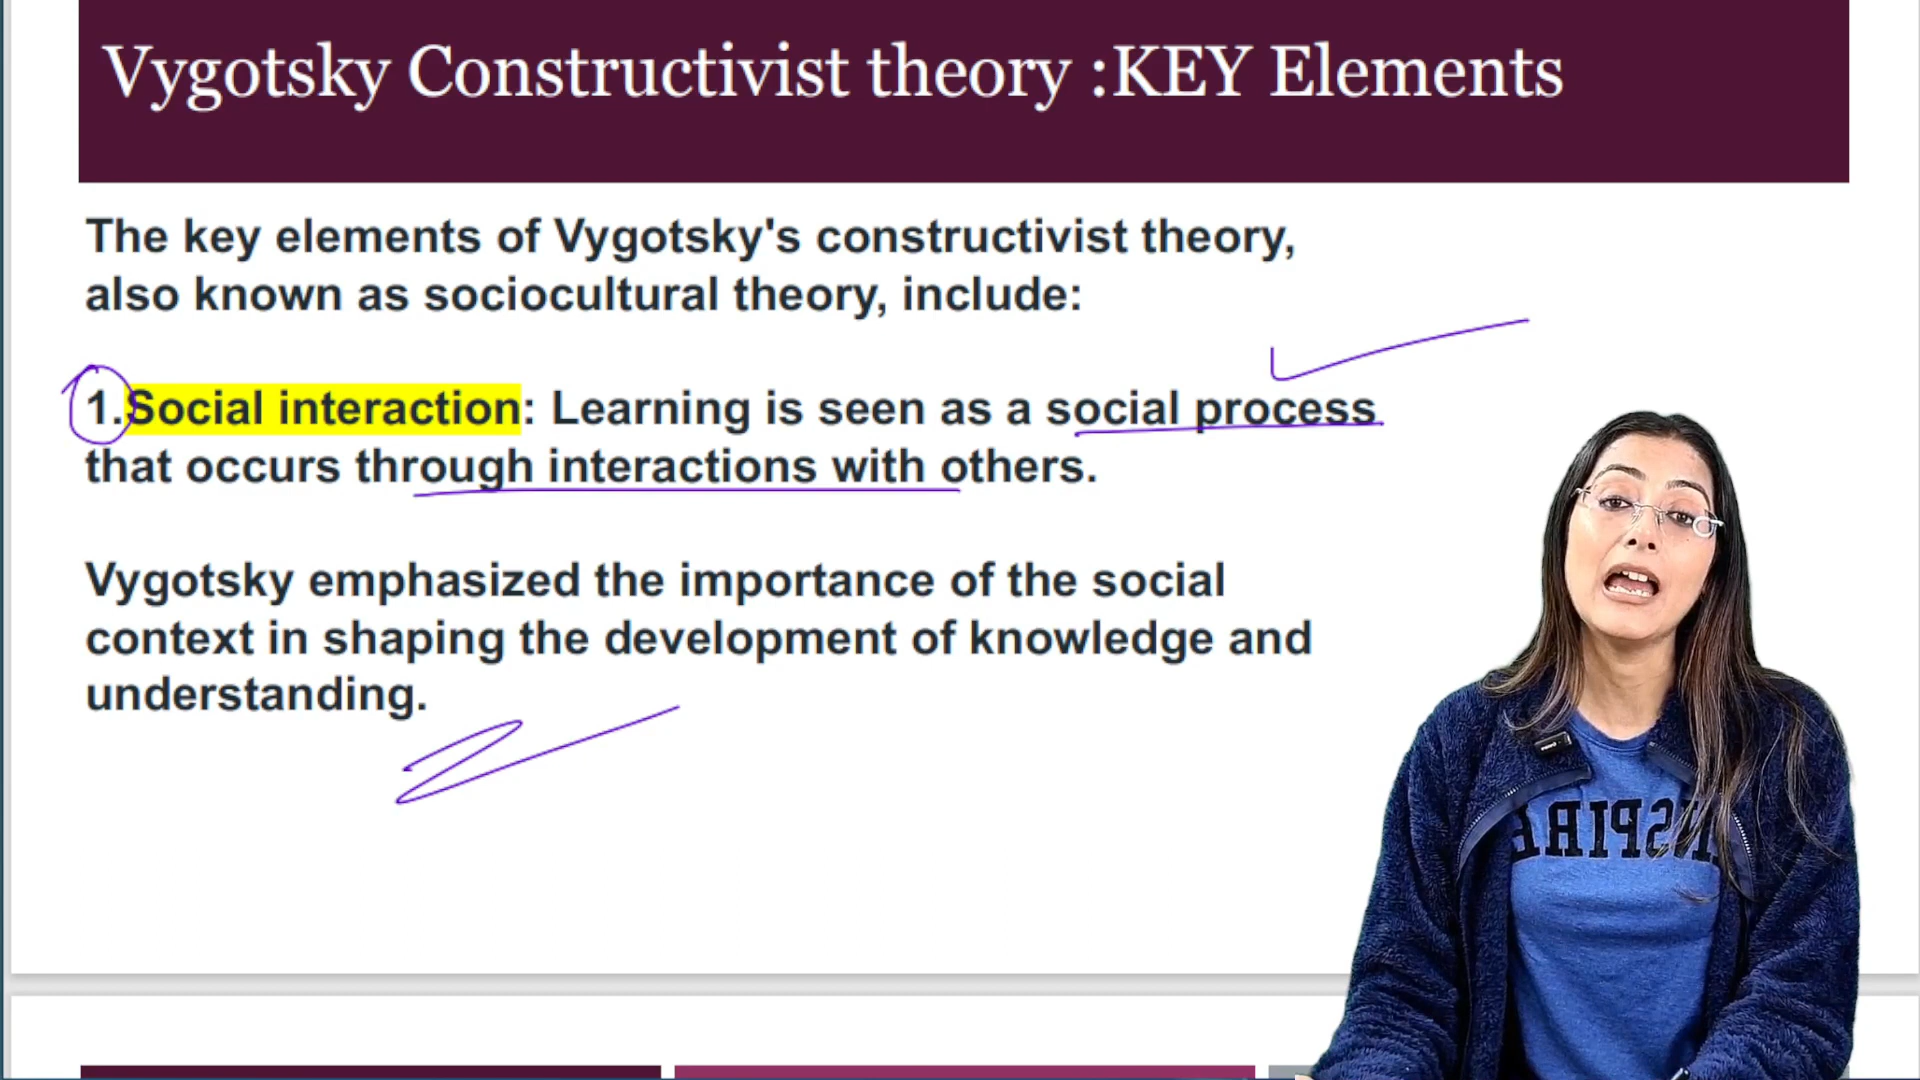 Vygotsky Constructivist theory :KEY Elements
The key elements of Vygotsky's constructivist theory,
also known as sociocultural theory, include:
1.Social interaction: Learning is seen as a social process
that occurs through interactions with others.
Vygotsky emphasized the importance of the social
context in shaping the development of knowledge and
understanding.
INSPIRE